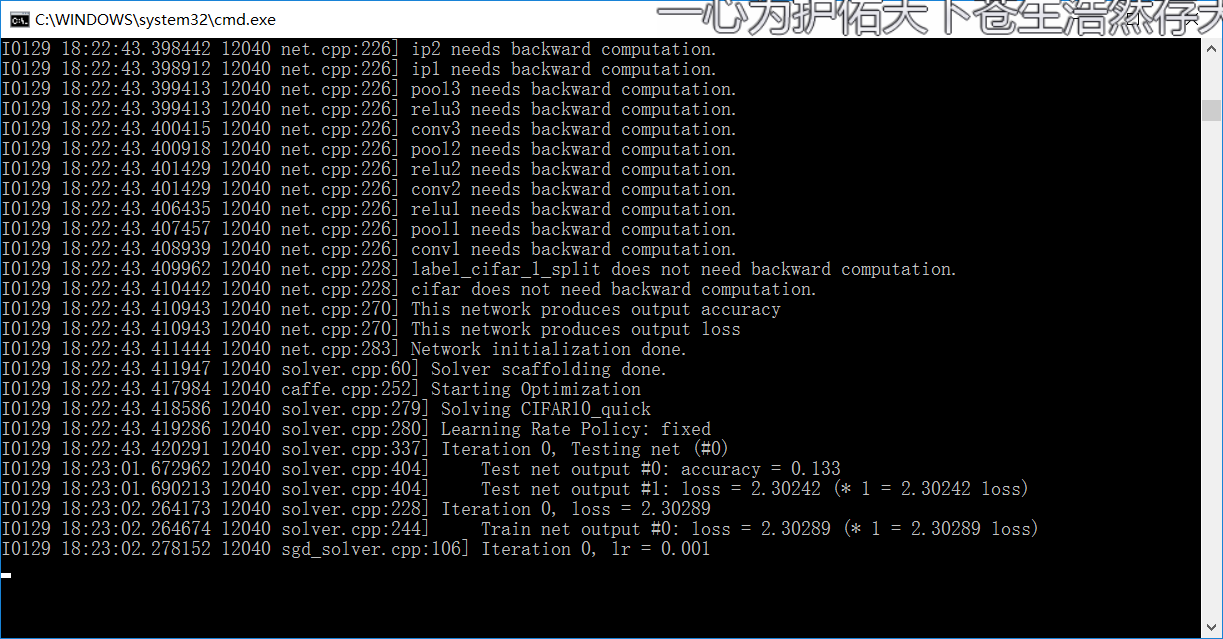 C:\WINDOWS\system32\cmd.exe
一心为护佑天下苍生浩然存天
I0129 18:22:43.398442 12040 net.cpp:226] ip2 needs backward computation.
I0129 18:22:43.398912 12040 net.cpp:226] ip1 needs backward computation.
I0129 18:22:43.399413 12040 net.cpp:226] pool3 needs backward computation.
I0129 18:22:43.399413 12040 net.cpp:226] relu3 needs backward computation.
I0129 18:22:43.400415 12040 net.cpp:226] conv3 needs backward computation.
I0129 18:22:43.400918 12040 net.cpp:226] pool2 needs backward computation.
I0129 18:22:43.401429 12040 net.cpp:226] relu2 needs backward computation.
I0129 18:22:43.401429 12040 net.cpp:226] conv2 needs backward computation.
I0129 18:22:43.406435 12040 net.cpp:226] relu1 needs backward computation.
I0129 18:22:43.407457 12040 net.cpp:226] pool1 needs backward computation.
I0129 18:22:43.408939 12040 net.cpp:226] conv1 needs backward computation.
I0129 18:22:43.409962 12040 net.cpp:228] label_cifar_1_split does not need backward computation.
I0129 18:22:43.410442 12040 net.cpp:228] cifar does not need backward computation.
I0129 18:22:43.410943 12040 net.cpp:270] This network produces output accuracy
I0129 18:22:43.410943 12040 net.cpp:270] This network produces output loss
I0129 18:22:43.411444 12040 net.cpp:283] Network initialization done.
I0129 18:22:43.411947 12040 solver.cpp:60] Solver scaffolding done.
I0129 18:22:43.417984 12040 caffe.cpp:252] Starting Optimization
I0129 18:22:43.418586 12040 solver.cpp:279] Solving CIFAR10_quick
I0129 18:22:43.419286 12040 solver.cpp:280] Learning Rate Policy: fixed
I0129 18:22:43.420291 12040 solver.cpp:337] Iteration 0, Testing net (#0)
I0129 18:23:01.672962 12040 solver.cpp:404]     Test net output #0: accuracy = 0.133
I0129 18:23:01.690213 12040 solver.cpp:404]     Test net output #1: loss = 2.30242 (* 1 = 2.30242 loss)
I0129 18:23:02.264173 12040 solver.cpp:228] Iteration 0, loss = 2.30289
I0129 18:23:02.264674 12040 solver.cpp:244]     Train net output #0: loss = 2.30289 (* 1 = 2.30289 loss)
I0129 18:23:02.278152 12040 sgd_solver.cpp:106] Iteration 0, lr = 0.001